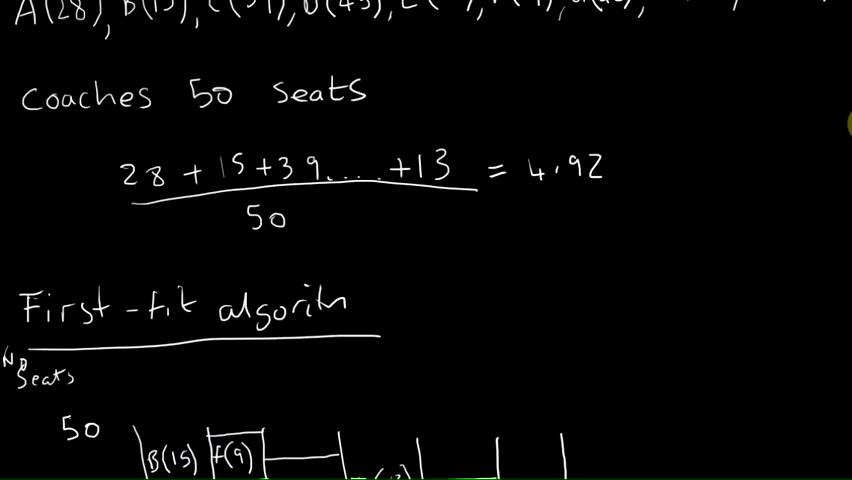 A(28), B(15),
coaches 50 seats
28 + 15 + 39 .... + 13 = 4.92
50
First-fit algorith
No
Seats
50
B(15) F(9)